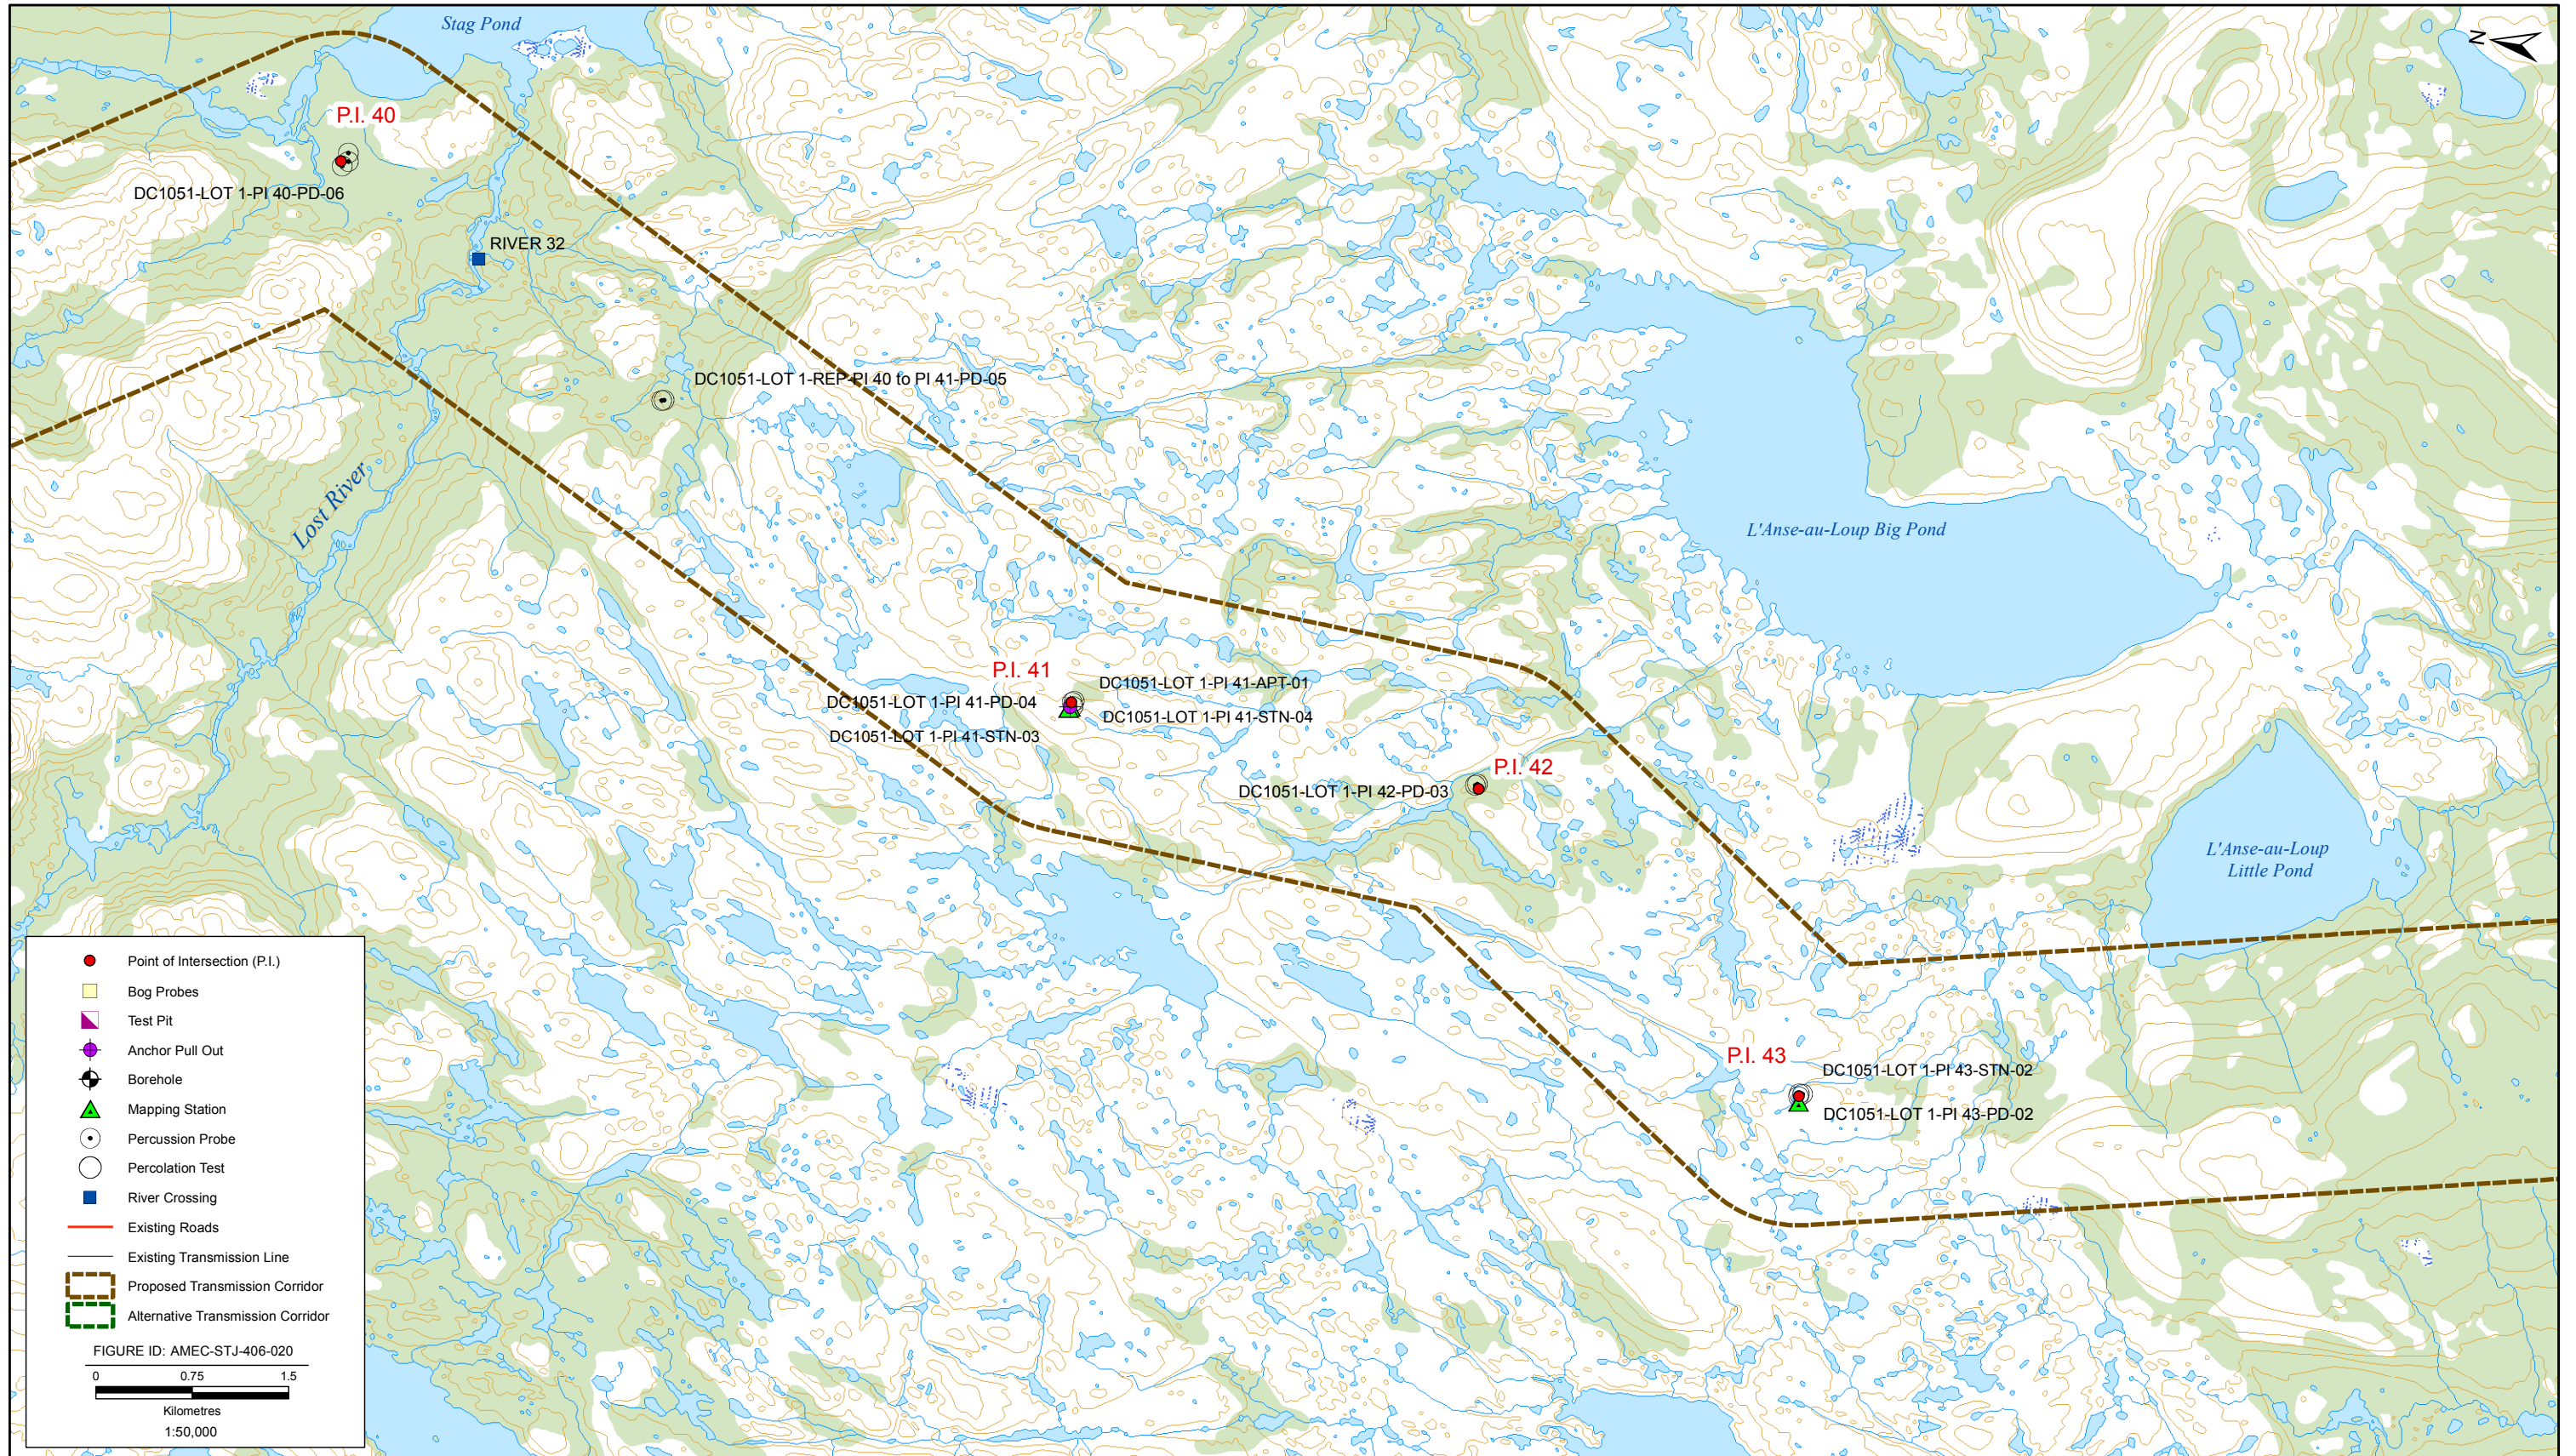 Stag Pond
N
P.I. 40
DC1051-LOT 1-PI 40-PD-06
RIVER 32
DC1051-LOT 1-REP-PI 40 to PI 41-PD-05
Lost River
L'Anse-au-Loup Big Pond
P.I. 41
DC1051-LOT 1-PI 41-APT-01
DC1051-LOT 1-PI 41-PD-04
DC1051-LOT 1-PI 41-STN-04
DC1051-LOT 1-PI 41-STN-03
P.I. 42
DC1051-LOT 1-PI 42-PD-03
L'Anse-au-Loup
Little Pond
P.I. 43
DC1051-LOT 1-PI 43-STN-02
DC1051-LOT 1-PI 43-PD-02
Point of Intersection (P.I.)
Bog Probes
Test Pit
Anchor Pull Out
Borehole
Mapping Station
Percussion Probe
Percolation Test
River Crossing
Existing Roads
Existing Transmission Line
Proposed Transmission Corridor
Alternative Transmission Corridor
FIGURE ID: AMEC-STJ-406-020
0 0.75 1.5
Kilometres
1:50,000